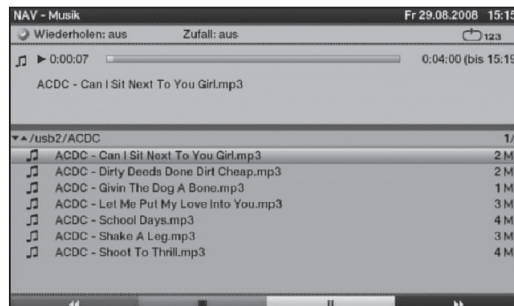 NAV - Musik Fr 29.08.2008 15:15
Wiederholen: aus Zufall: aus 123
0:00:07 0:04:00 (bis 15:19
ACDC - Can I Sit Next To You Girl.mp3
/usb2/ACDC 1/
ACDC - Can I Sit Next To You Girl.mp3 2 M
ACDC - Dirty Deeds Done Dirt Cheap.mp3 2 M
ACDC - Givin The Dog A Bone.mp3 1 M
ACDC - Let Me Put My Love Into You.mp3 3 M
ACDC - School Days.mp3 4 M
ACDC - Shake A Leg.mp3 3 M
ACDC - Shoot To Thrill.mp3 4 M